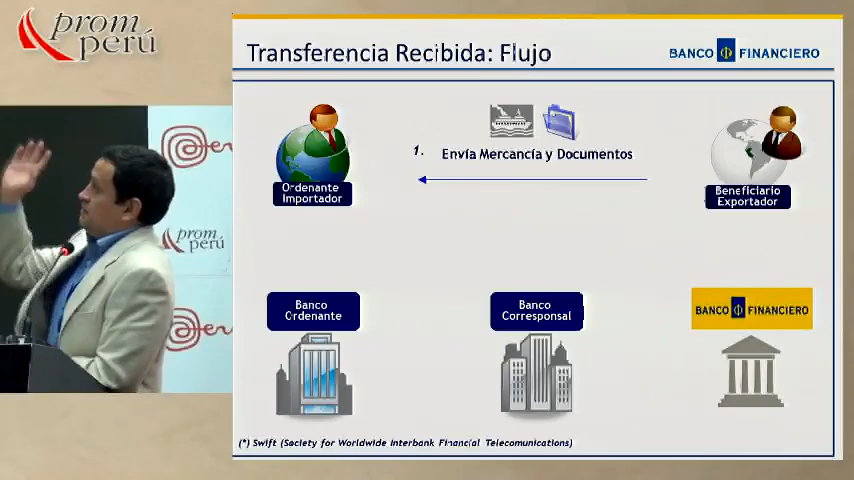 prom
perú
Transferencia Recibida: Flujo
BANCO FINANCIERO
1. Envía Mercancía y Documentos
Ordenante
Importador
Beneficiario
Exportador
prom
perú
Banco
Ordenante
Banco
Corresponsal
BANCO FINANCIERO
(*) Swift (Society for Worldwide Interbank Financial Telecomunications)